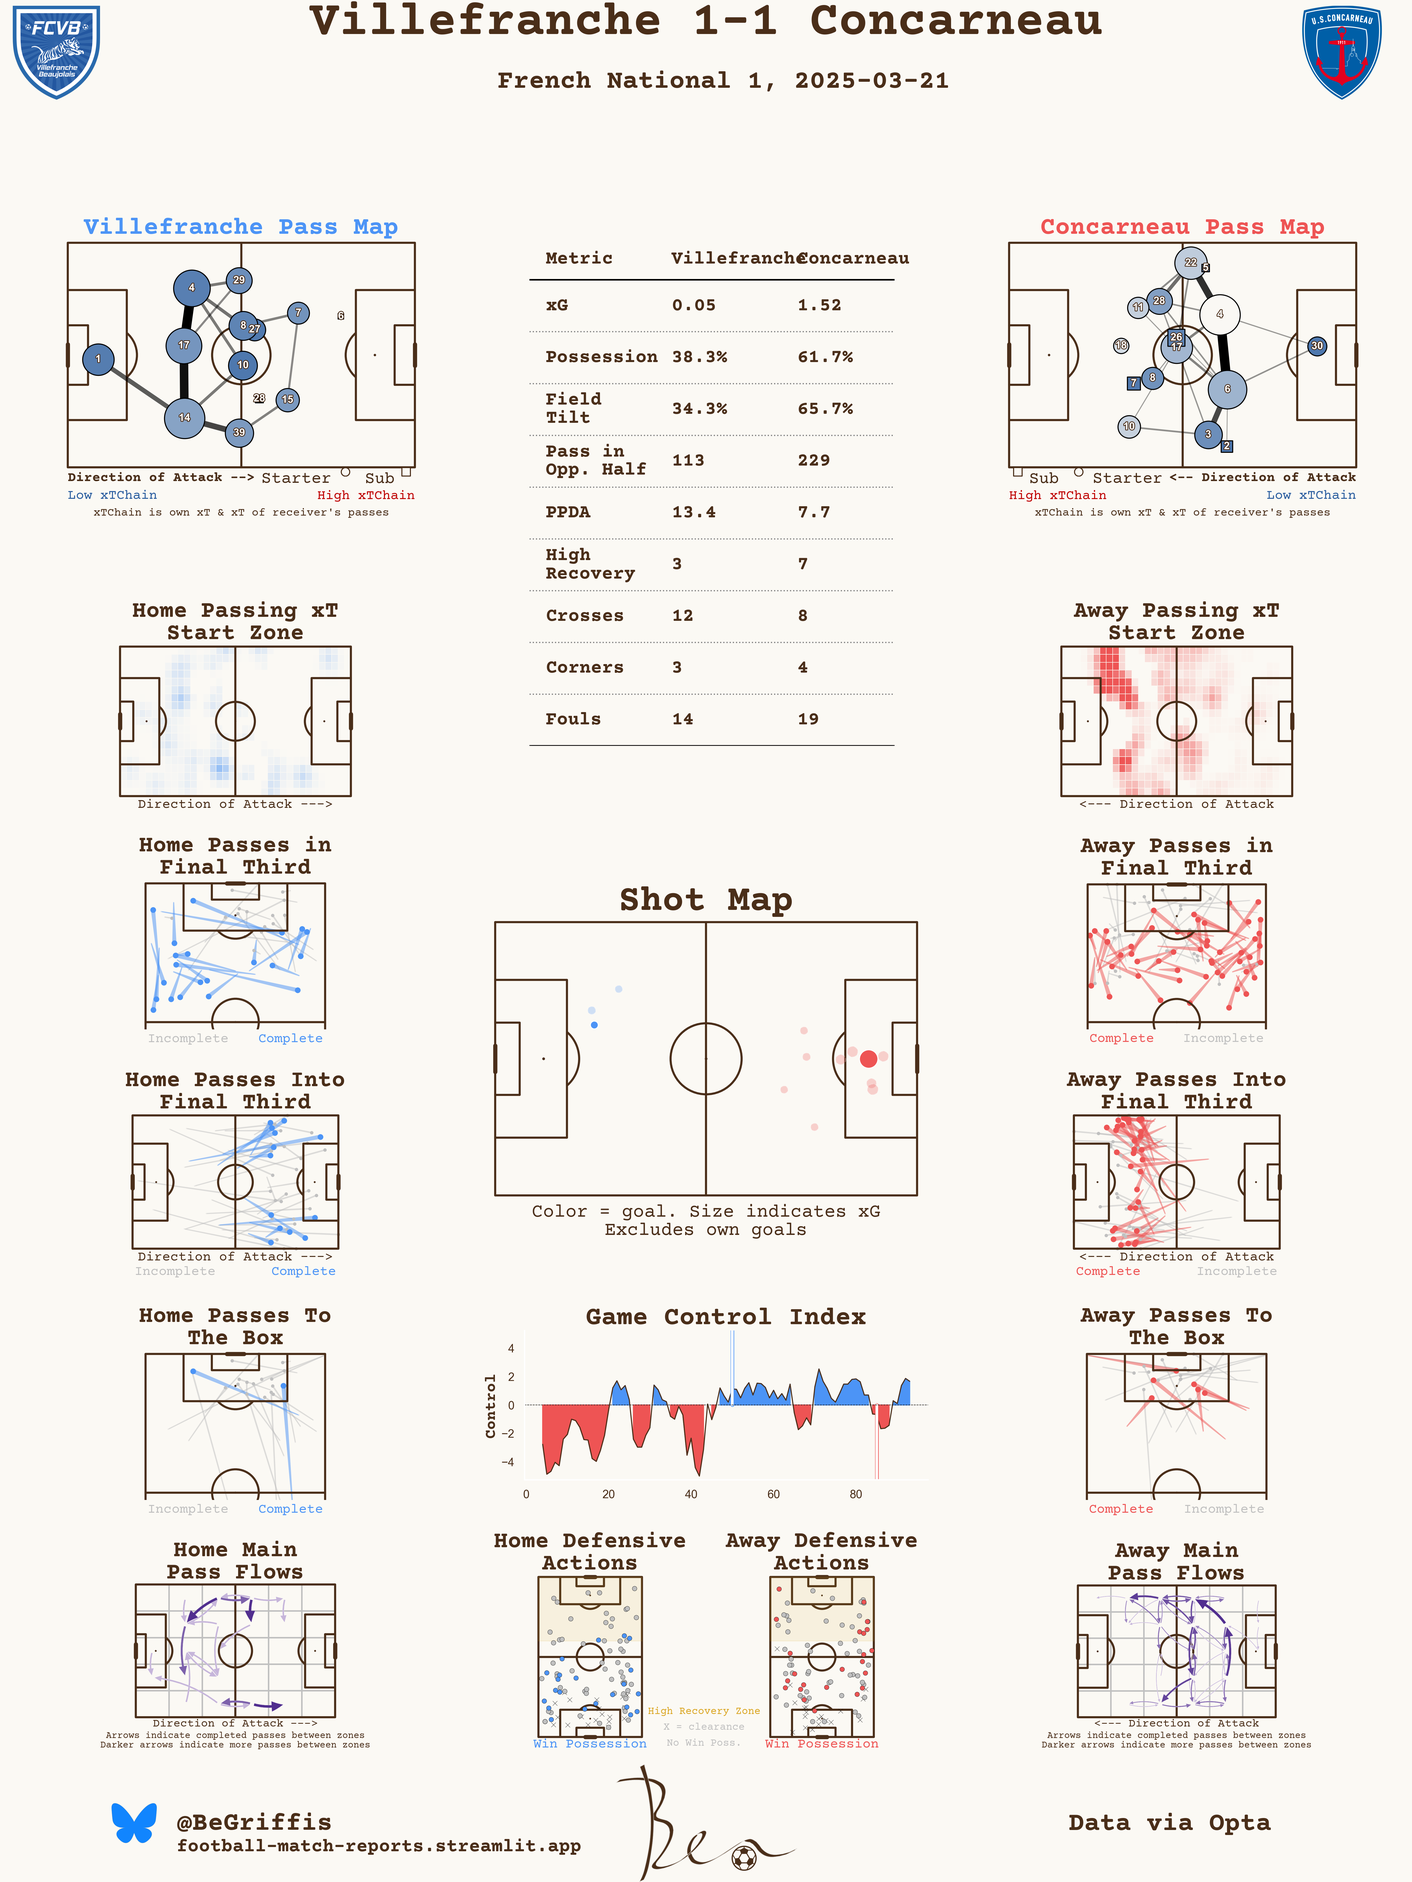 Villefranche 1-1 Concarneau
French National 1, 2025-03-21
FCVB
Villefranche
Beaujolais
U.S.CONCARNEAU
1911
Villefranche Pass Map
4
29
8
27
7
6
17
1
10
28
15
14
39
Direction of Attack --> Starter Sub
Low xTChain High xTChain
xTChain is own xT & xT of receiver's passes
Metric Villefranche Concarneau
xG 0.05 1.52
Possession 38.3% 61.7%
Field
Tilt 34.3% 65.7%
Pass in
Opp. Half 113 229
PPDA 13.4 7.7
High
Recovery 3 7
Crosses 12 8
Corners 3 4
Fouls 14 19
Concarneau Pass Map
22
5
11
28
4
18
26
17
30
7
8
6
10
3
2
Sub Starter <-- Direction of Attack
High xTChain Low xTChain
xTChain is own xT & xT of receiver's passes
Home Passing xT
Start Zone
Direction of Attack --->
Away Passing xT
Start Zone
<--- Direction of Attack
Home Passes in
Final Third
Incomplete Complete
Away Passes in
Final Third
Complete Incomplete
Shot Map
Color = goal. Size indicates xG
Excludes own goals
Home Passes Into
Final Third
Direction of Attack --->
Incomplete Complete
Away Passes Into
Final Third
<--- Direction of Attack
Complete Incomplete
Home Passes To
The Box
Incomplete Complete
Game Control Index
Control
4
2
0
−2
−4
0 20 40 60 80
Away Passes To
The Box
Complete Incomplete
Home Main
Pass Flows
Direction of Attack --->
Arrows indicate completed passes between zones
Darker arrows indicate more passes between zones
Home Defensive
Actions
Win Possession
High Recovery Zone
X = clearance
No Win Poss.
Away Defensive
Actions
Win Possession
Away Main
Pass Flows
<--- Direction of Attack
Arrows indicate completed passes between zones
Darker arrows indicate more passes between zones
@BeGriffis
football-match-reports.streamlit.app
Ben
Data via Opta